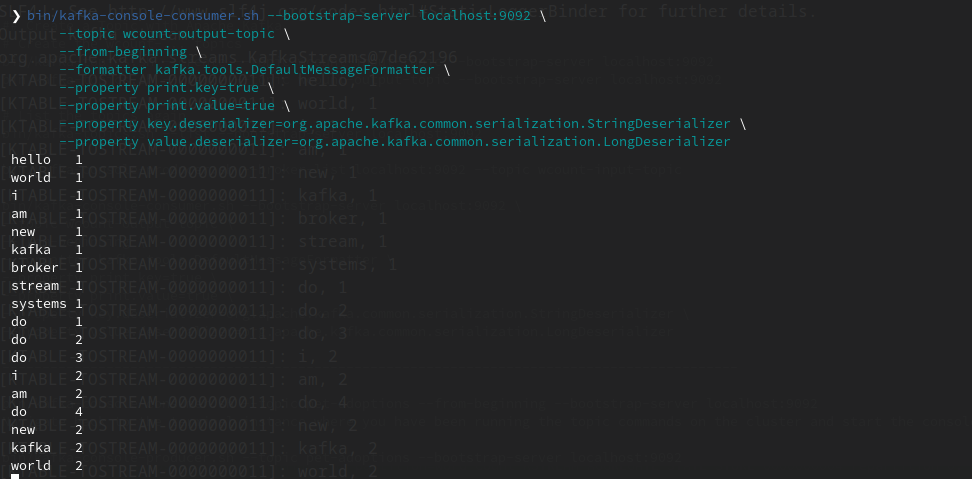 ❯ bin/kafka-console-consumer.sh --bootstrap-server localhost:9092 \
--topic wcount-output-topic \
--from-beginning \
--formatter kafka.tools.DefaultMessageFormatter \
--property print.key=true \
--property print.value=true \
--property key.deserializer=org.apache.kafka.common.serialization.StringDeserializer \
--property value.deserializer=org.apache.kafka.common.serialization.LongDeserializer
hello 1
world 1
i 1
am 1
new 1
kafka 1
broker 1
stream 1
systems 1
do 1
do 2
do 3
i 2
am 2
do 4
new 2
kafka 2
world 2